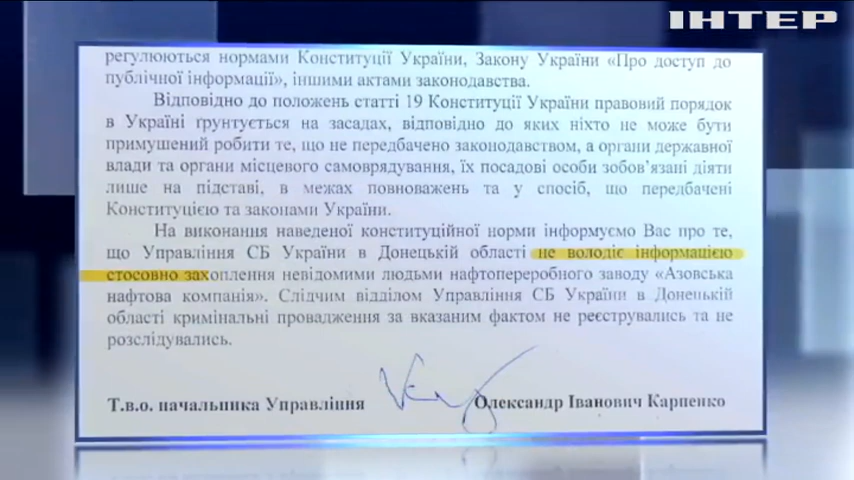 ІНТЕР
регулюються нормами Конституції України, Закону України «Про доступ до
публічної інформації», іншими актами законодавства.
Відповідно до положень статті 19 Конституції України правовий порядок
в Україні ґрунтується на засадах, відповідно до яких ніхто не може бути
примушений робити те, що не передбачено законодавством, а органи державної
влади та органи місцевого самоврядування, їх посадові особи зобов'язані діяти
лише на підставі, в межах повноважень та у спосіб, що передбачені
Конституцією та законами України.
На виконання наведеної конституційної норми інформуємо Вас про те,
що Управління СБ України в Донецькій області не володіє інформацією
стосовно захоплення невідомими людьми нафтопереробного заводу «Азовська
нафтова компанія». Слідчим відділом Управління СБ України в Донецькій
області кримінальні провадження за вказаним фактом не реєструвались та не
розслідувались.
Т.в.о. начальника Управління Олександр Іванович Карпенко